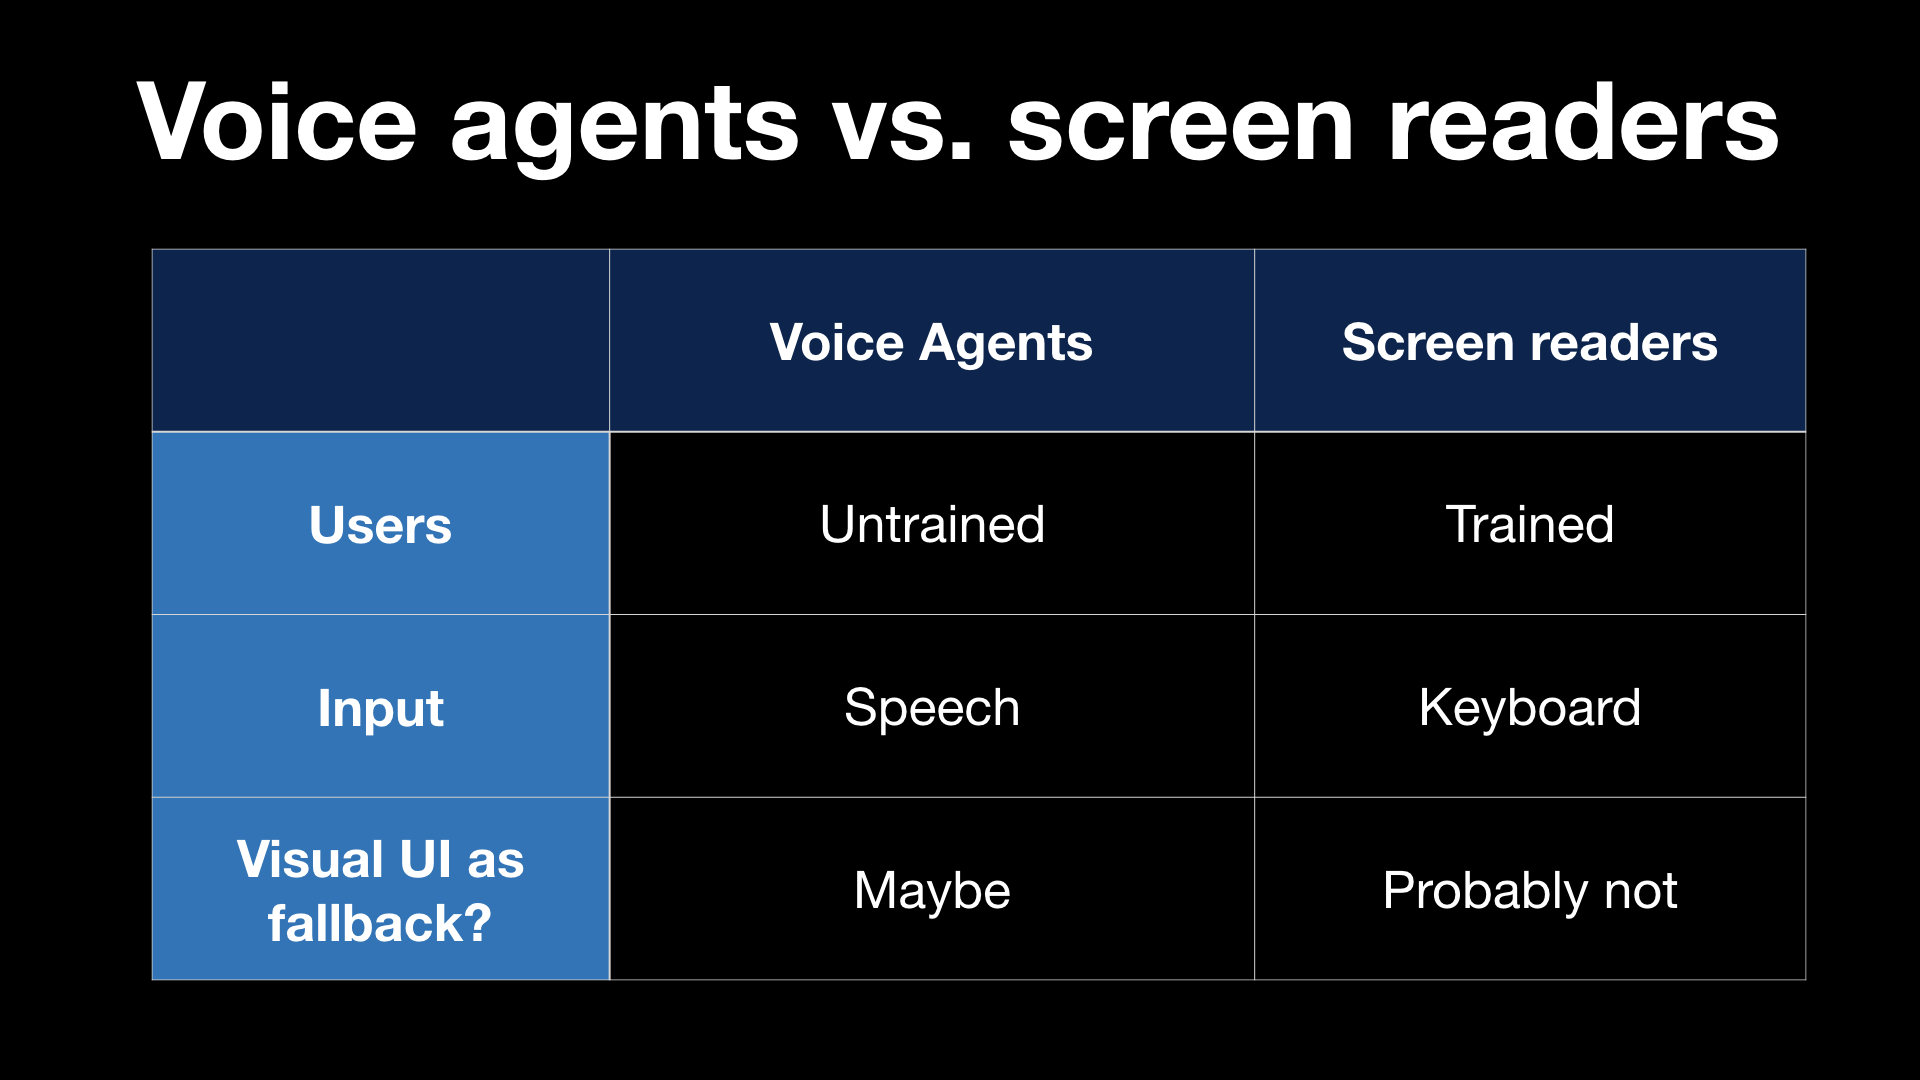 Voice agents vs. screen readers
Voice Agents
Screen readers
Users
Untrained
Trained
Input
Speech
Keyboard
Visual UI as
fallback?
Maybe
Probably not